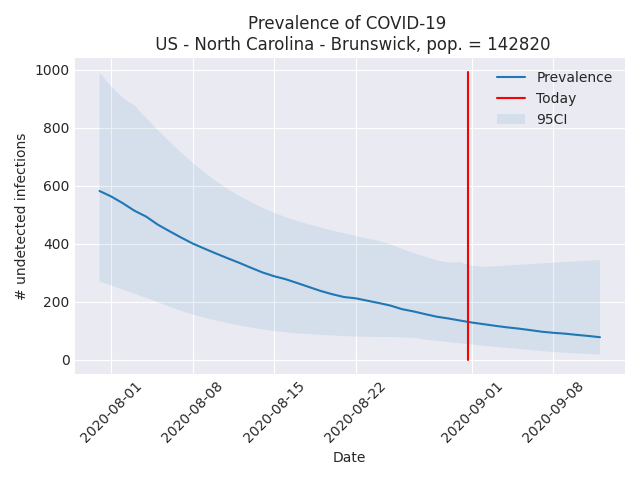 Prevalence of COVID-19
US - North Carolina - Brunswick, pop. = 142820
1000
800
600
400
200
0
# undetected infections
Prevalence
Today
95CI
2020-08-01
2020-08-08
2020-08-15
2020-08-22
2020-09-01
2020-09-08
Date